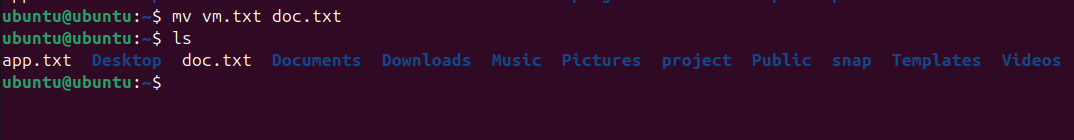 ubuntu@ubuntu:~$ mv vm.txt doc.txt
ubuntu@ubuntu:~$ ls
app.txt  Desktop  doc.txt  Documents  Downloads  Music  Pictures  project  Public  snap  Templates  Videos
ubuntu@ubuntu:~$